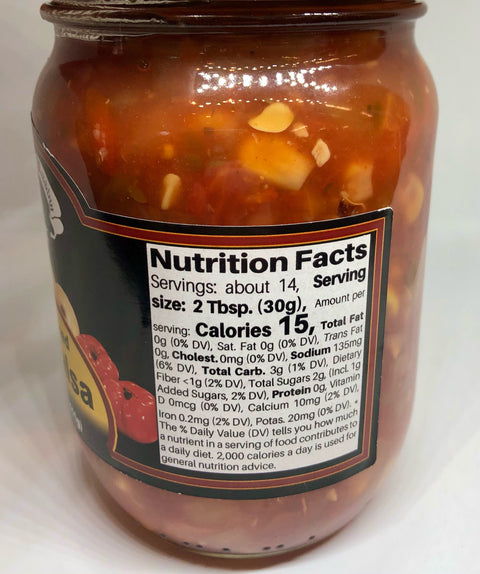 Nutrition Facts
Servings: about 14, Serving
size: 2 Tbsp. (30g), Amount per
serving: Calories 15, Total Fat
0g (0% DV), Sat. Fat 0g (0% DV), Trans Fat
0g, Cholest. 0mg (0% DV), Sodium 135mg
(6% DV), Total Carb. 3g (1% DV), Dietary
Fiber <1g (2% DV), Total Sugars 2g, (Incl. 1g
Added Sugars, 2% DV), Protein 0g, Vitamin
D 0mcg (0% DV), Calcium 10mg (2% DV),
Iron 0.2mg (2% DV), Potas. 20mg (0% DV). *
The % Daily Value (DV) tells you how much
a nutrient in a serving of food contributes to
a daily diet. 2,000 calories a day is used for
general nutrition advice.